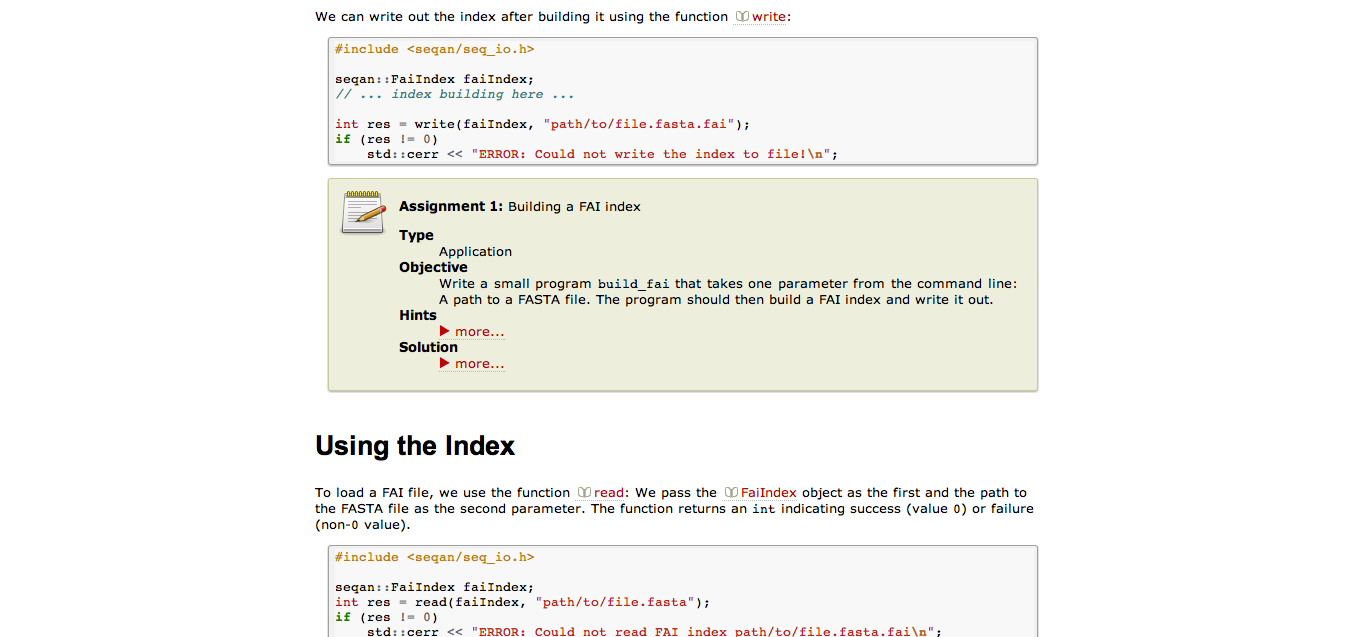 We can write out the index after building it using the function write:
#include <seqan/seq_io.h>
seqan::FaiIndex faiIndex;
// ... index building here ...
int res = write(faiIndex, "path/to/file.fasta.fai");
if (res != 0)
std::cerr << "ERROR: Could not write the index to file!\n";
Assignment 1: Building a FAI index
Type
Application
Objective
Write a small program build_fai that takes one parameter from the command line:
A path to a FASTA file. The program should then build a FAI index and write it out.
Hints
▶ more...
Solution
▶ more...
Using the Index
To load a FAI file, we use the function read: We pass the FaiIndex object as the first and the path to
the FASTA file as the second parameter. The function returns an int indicating success (value 0) or failure
(non-0 value).
#include <seqan/seq_io.h>
seqan::FaiIndex faiIndex;
int res = read(faiIndex, "path/to/file.fasta");
if (res != 0)
std::cerr << "ERROR: Could not read FAI index path/to/file.fasta.fai\n";